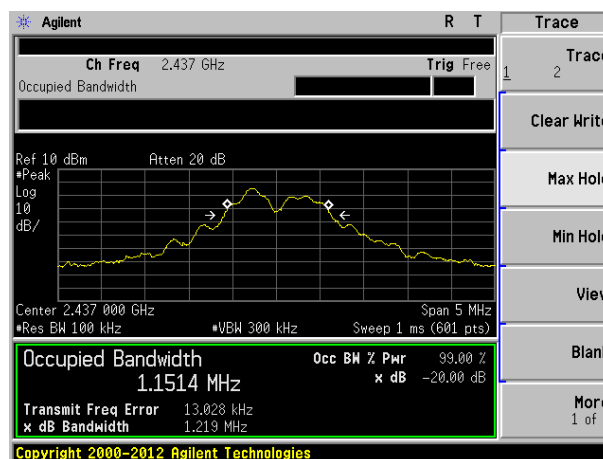 Agilent R T Trace
Ch Freq 2.437 GHz Trig Free
Occupied Bandwidth
Trace
1 2
Clear Write
Max Hold
Min Hold
View
Blank
More
1 of
Ref 10 dBm Atten 20 dB
#Peak
Log
10
dB/
Center 2.437 000 GHz Span 5 MHz
#Res BW 100 kHz #VBW 300 kHz Sweep 1 ms (601 pts)
Occupied Bandwidth Occ BW % Pwr 99.00 %
1.1514 MHz x dB -20.00 dB
Transmit Freq Error 13.028 kHz
x dB Bandwidth 1.219 MHz
Copyright 2000-2012 Agilent Technologies